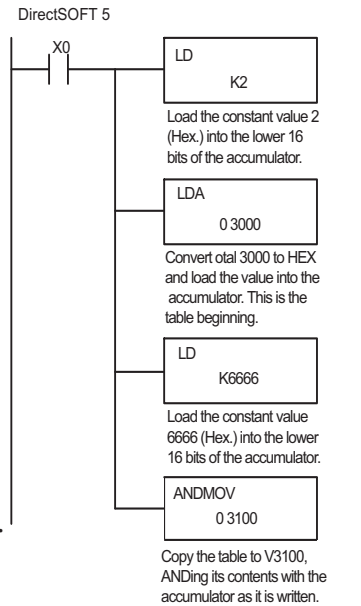 DirectSOFT 5
X0
LD
K2
Load the constant value 2
(Hex.) into the lower 16
bits of the accumulator.
LDA
0 3000
Convert otal 3000 to HEX
and load the value into the
accumulator. This is the
table beginning.
LD
K6666
Load the constant value
6666 (Hex.) into the lower
16 bits of the accumulator.
ANDMOV
0 3100
Copy the table to V3100,
ANDing its contents with the
accumulator as it is written.